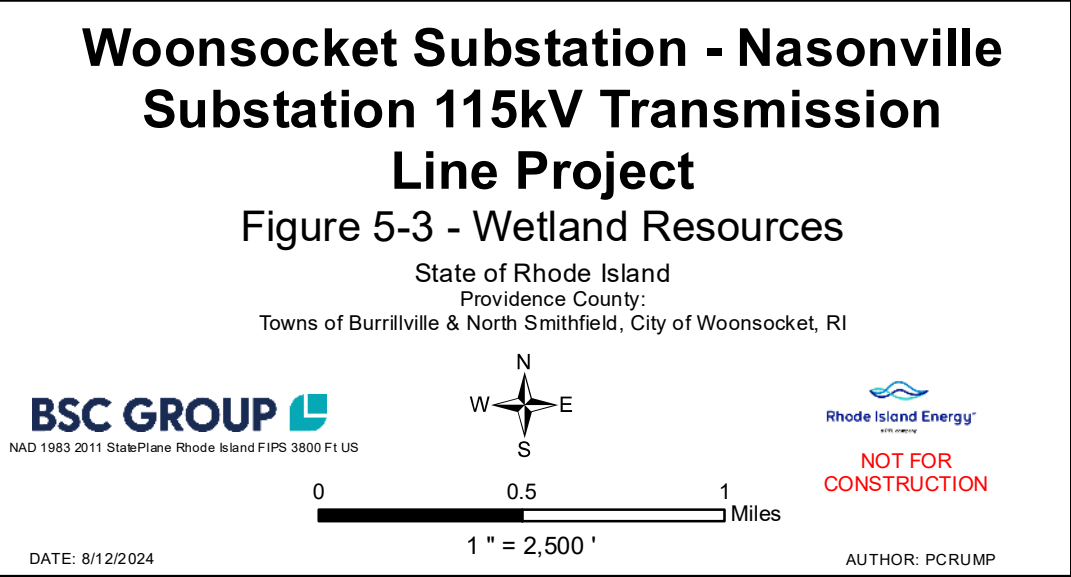 Woonsocket Substation - Nasonville
Substation 115kV Transmission
Line Project
Figure 5-3 - Wetland Resources
State of Rhode Island
Providence County:
Towns of Burrillville & North Smithfield, City of Woonsocket, RI
N
W E
S
BSC GROUP
NAD 1983 2011 StatePlane Rhode Island FIPS 3800 Ft US
Rhode Island Energy™
a PPL company
NOT FOR
CONSTRUCTION
0 0.5 1
Miles
1 " = 2,500 '
DATE: 8/12/2024
AUTHOR: PCRUMP